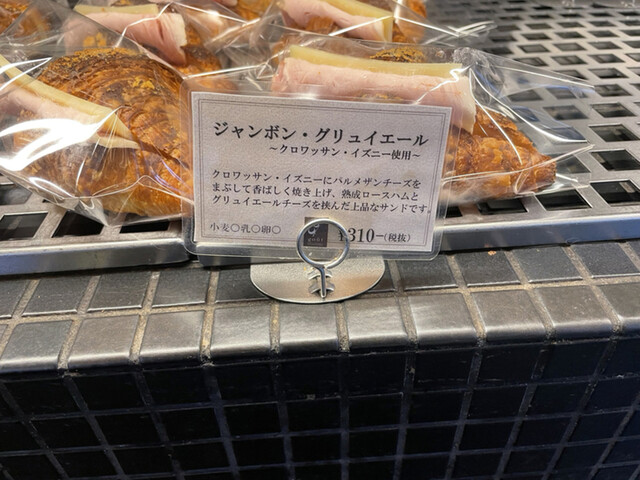 ジャンボン・グリュイエール
～クロワッサン・イズニー使用～
クロワッサン・イズニーにパルメザンチーズを
まぶして香ばしく焼き上げ、熟成ロースハムと
グリュイエールチーズを挟んだ上品なサンドです。
小麦○乳○卵○
¥310-(税抜)